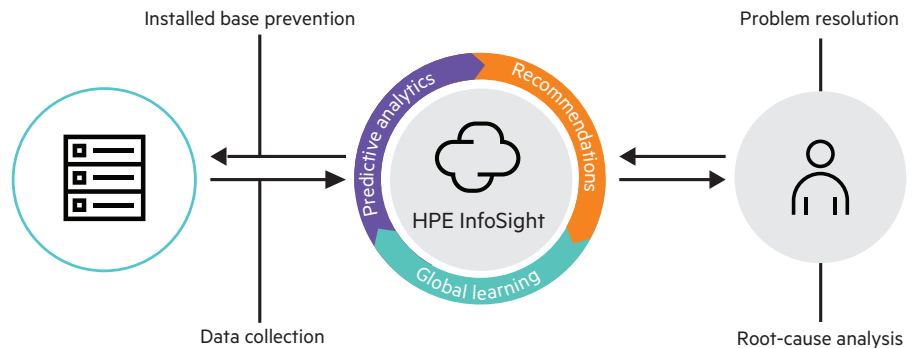 Installed base prevention
Problem resolution
Predictive analytics
Recommendations
HPE InfoSight
Global learning
Data collection
Root-cause analysis